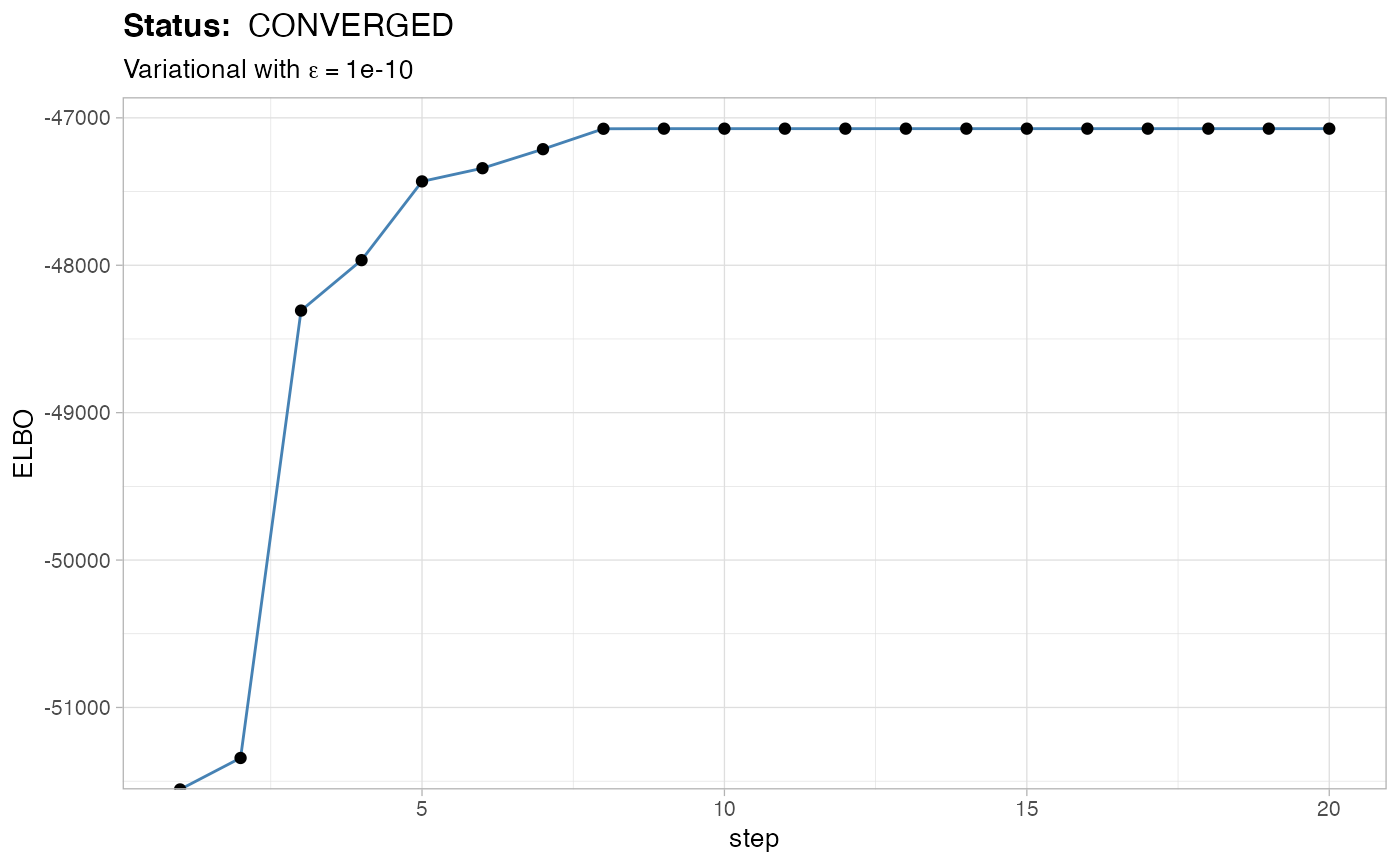 Status: CONVERGED
Variational with ε = 1e-10
-47000
-48000
-49000
-50000
-51000
ELBO
5 10 15 20
step